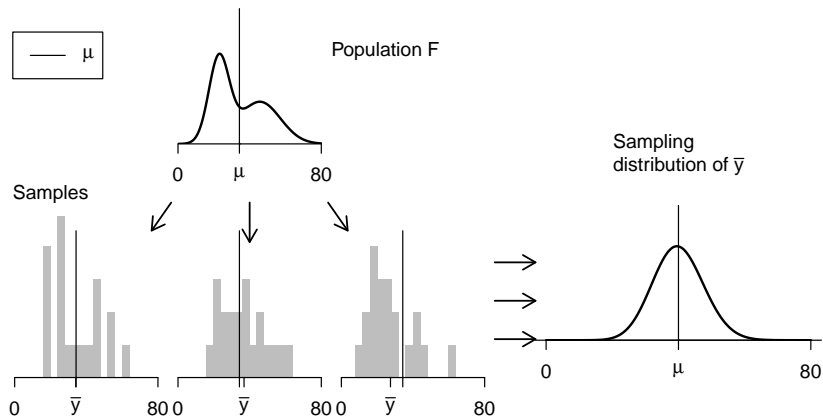 μ
Population F
0 μ 80
Sampling
distribution of ȳ
Samples
0 ȳ 80
0 ȳ 80
0 ȳ 80
0 μ 80